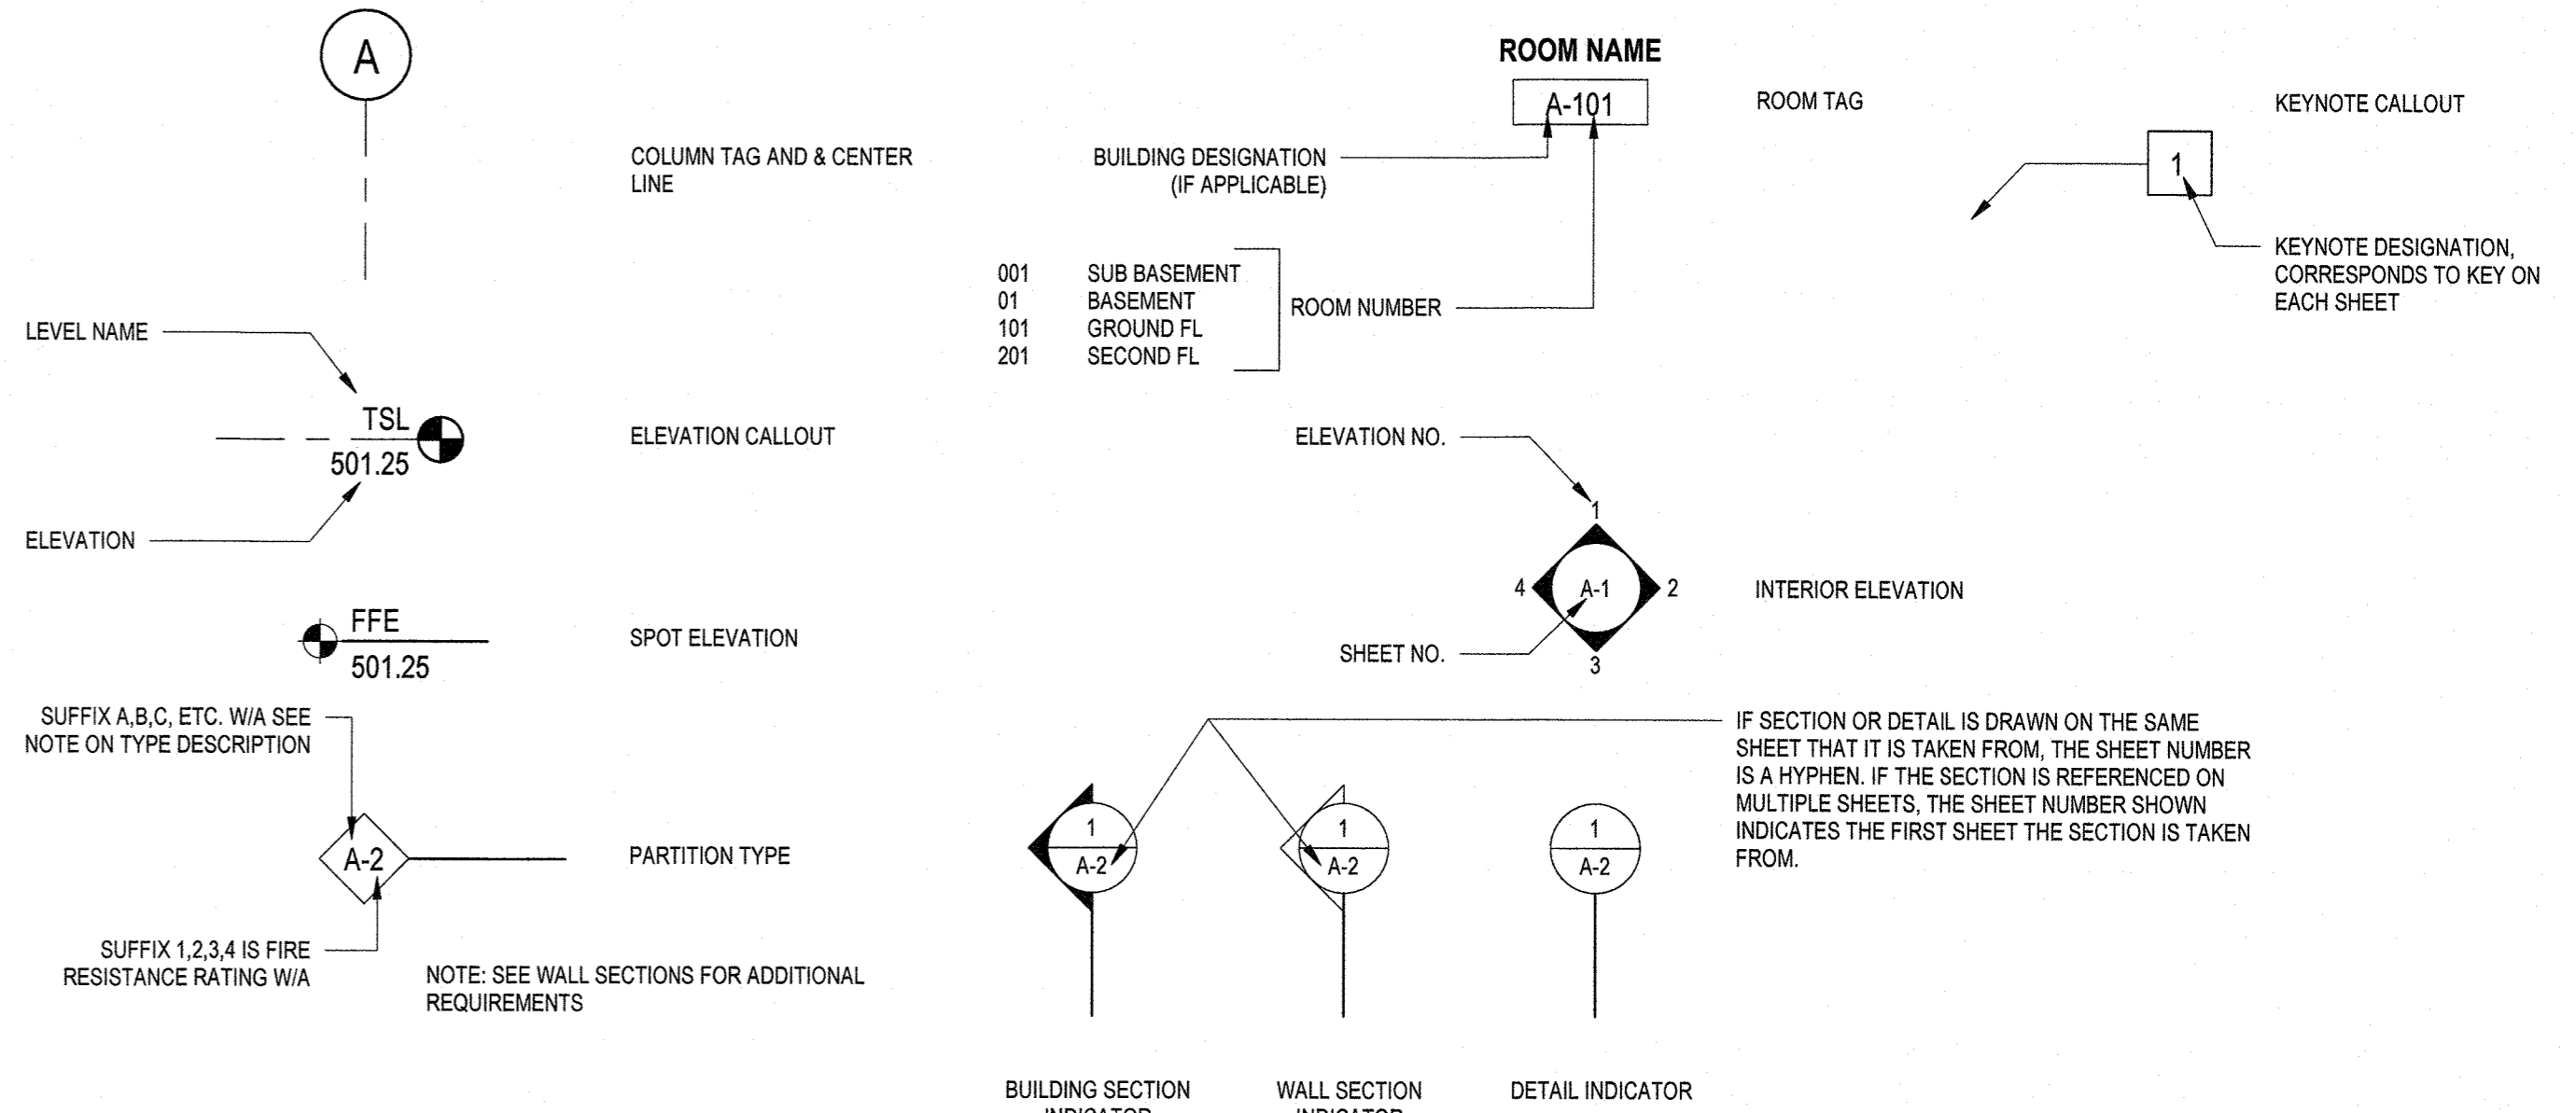 A
COLUMN TAG AND & CENTER
LINE
LEVEL NAME
TSL
501.25
ELEVATION CALLOUT
ELEVATION
FFE
501.25
SPOT ELEVATION
SUFFIX A,B,C, ETC. W/A SEE
NOTE ON TYPE DESCRIPTION
A-2
PARTITION TYPE
SUFFIX 1,2,3,4 IS FIRE
RESISTANCE RATING W/A
NOTE: SEE WALL SECTIONS FOR ADDITIONAL
REQUIREMENTS
ROOM NAME
A-101
ROOM TAG
BUILDING DESIGNATION
(IF APPLICABLE)
001 SUB BASEMENT
01 BASEMENT
101 GROUND FL
201 SECOND FL
ROOM NUMBER
KEYNOTE CALLOUT
1
KEYNOTE DESIGNATION,
CORRESPONDS TO KEY ON
EACH SHEET
ELEVATION NO.
1
4
A-1
2
3
INTERIOR ELEVATION
SHEET NO.
IF SECTION OR DETAIL IS DRAWN ON THE SAME
SHEET THAT IT IS TAKEN FROM, THE SHEET NUMBER
IS A HYPHEN. IF THE SECTION IS REFERENCED ON
MULTIPLE SHEETS, THE SHEET NUMBER SHOWN
INDICATES THE FIRST SHEET THE SECTION IS TAKEN
FROM.
1
A-2
1
A-2
1
A-2
BUILDING SECTION
INDICATOR
WALL SECTION
INDICATOR
DETAIL INDICATOR